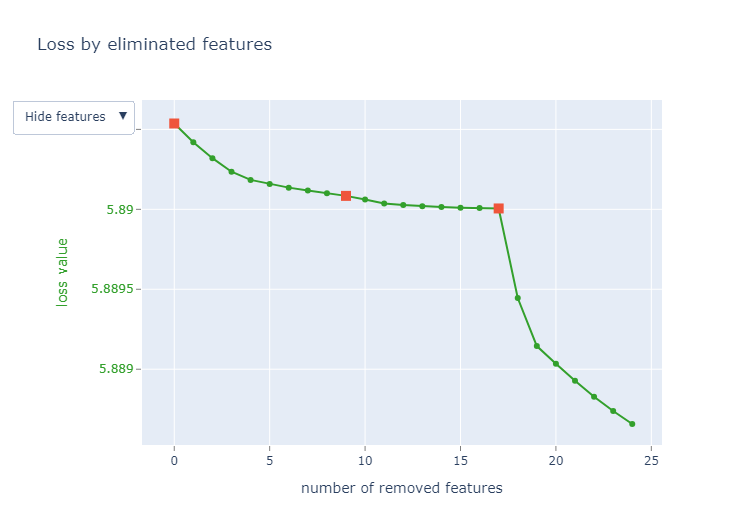 Loss by eliminated features
Hide features ▼
5.89
5.8895
5.889
loss value
0 5 10 15 20 25
number of removed features